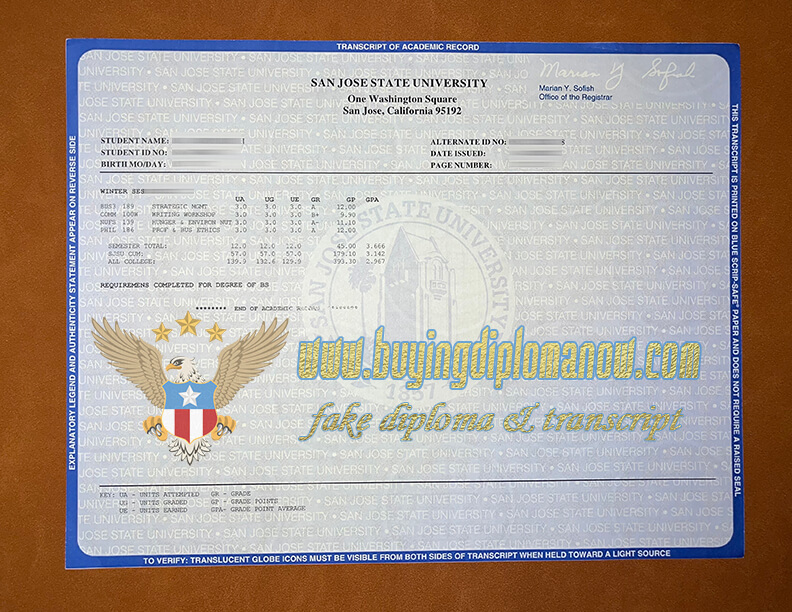 TRANSCRIPT OF ACADEMIC RECORD
SAN JOSE STATE UNIVERSITY
One Washington Square
San Jose, California 95192
Marian Y. Sofish
Marian Y. Sofish
Office of the Registrar
STUDENT NAME:
STUDENT ID NO:
BIRTH MO/DAY:
ALTERNATE ID NO:
DATE ISSUED:
PAGE NUMBER:
WINTER SES
UA UG UE GR GP GPA
BUS3 189 STRATEGIC MGMT 3.0 3.0 3.0 A 12.00
COMM 100W WRITING WORKSHOP 3.0 3.0 3.0 B+ 9.90
NUFS 139 HUNGER & ENVIRON NUT 3.0 3.0 3.0 A- 11.10
PHIL 186 PROF & BUS ETHICS 3.0 3.0 3.0 A 12.00
SEMESTER TOTAL: 12.0 12.0 12.0 45.00 3.666
SJSU CUM: 57.0 57.0 57.0 179.10 3.142
ALL COLLEGE: 139.9 132.6 129.9 393.30 2.967
REQUIREMENS COMPLETED FOR DEGREE OF BS
******** END OF ACADEMIC RECORD ********
www.buyingdiplomanow.com
fake diploma & transcript
SAN JOSE STATE UNIVERSITY
1857
KEY: UA - UNITS ATTEMPTED GR - GRADE
UG - UNITS GRADED GP - GRADE POINTS
UE - UNITS EARNED GPA- GRADE POINT AVERAGE
EXPLANATORY LEGEND AND AUTHENTICITY STATEMENT APPEAR ON REVERSE SIDE
THIS TRANSCRIPT IS PRINTED ON BLUE SCRIP-SAFE® PAPER AND DOES NOT REQUIRE A RAISED SEAL
TO VERIFY: TRANSLUCENT GLOBE ICONS MUST BE VISIBLE FROM BOTH SIDES OF TRANSCRIPT WHEN HELD TOWARD A LIGHT SOURCE